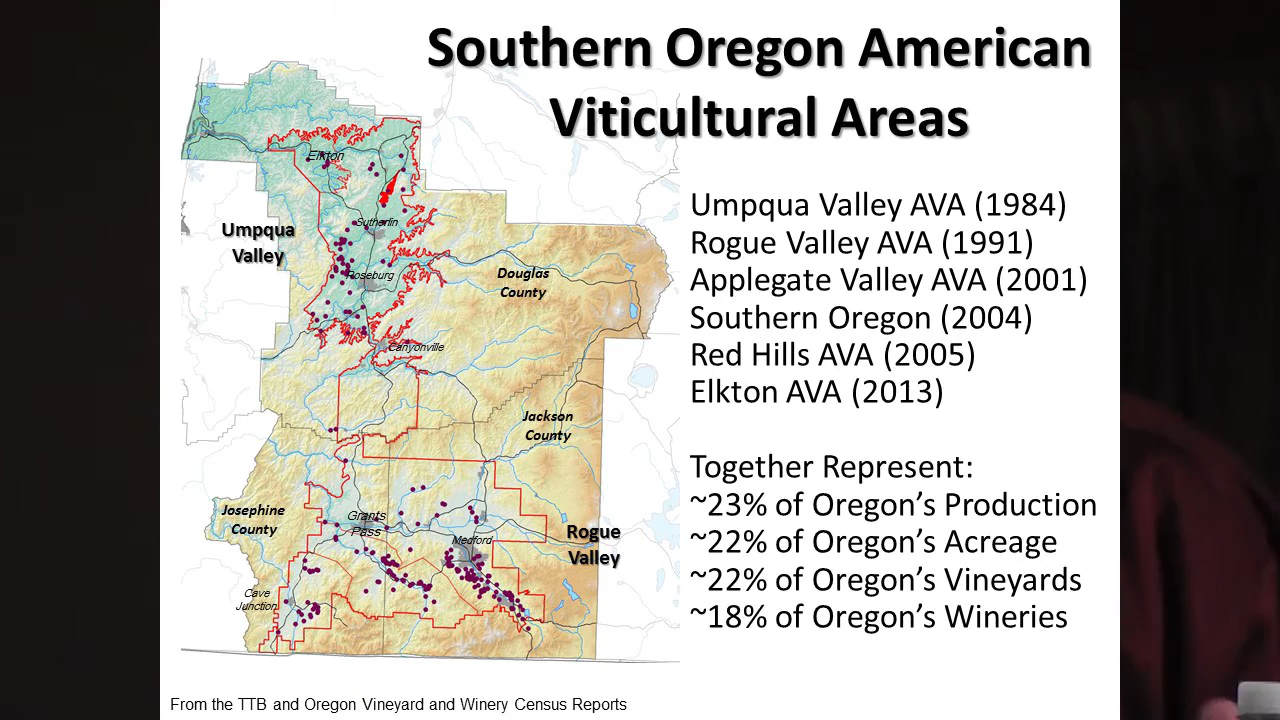 Southern Oregon American
Viticultural Areas
Umpqua Valley AVA (1984)
Rogue Valley AVA (1991)
Applegate Valley AVA (2001)
Southern Oregon (2004)
Red Hills AVA (2005)
Elkton AVA (2013)
Together Represent:
~23% of Oregon’s Production
~22% of Oregon’s Acreage
~22% of Oregon’s Vineyards
~18% of Oregon’s Wineries
Elkton
Sutherlin
Umpqua
Valley
Roseburg
Douglas
County
Canyonville
Jackson
County
Josephine
County
Grants
Pass
Medford
Rogue
Valley
Cave
Junction
From the TTB and Oregon Vineyard and Winery Census Reports